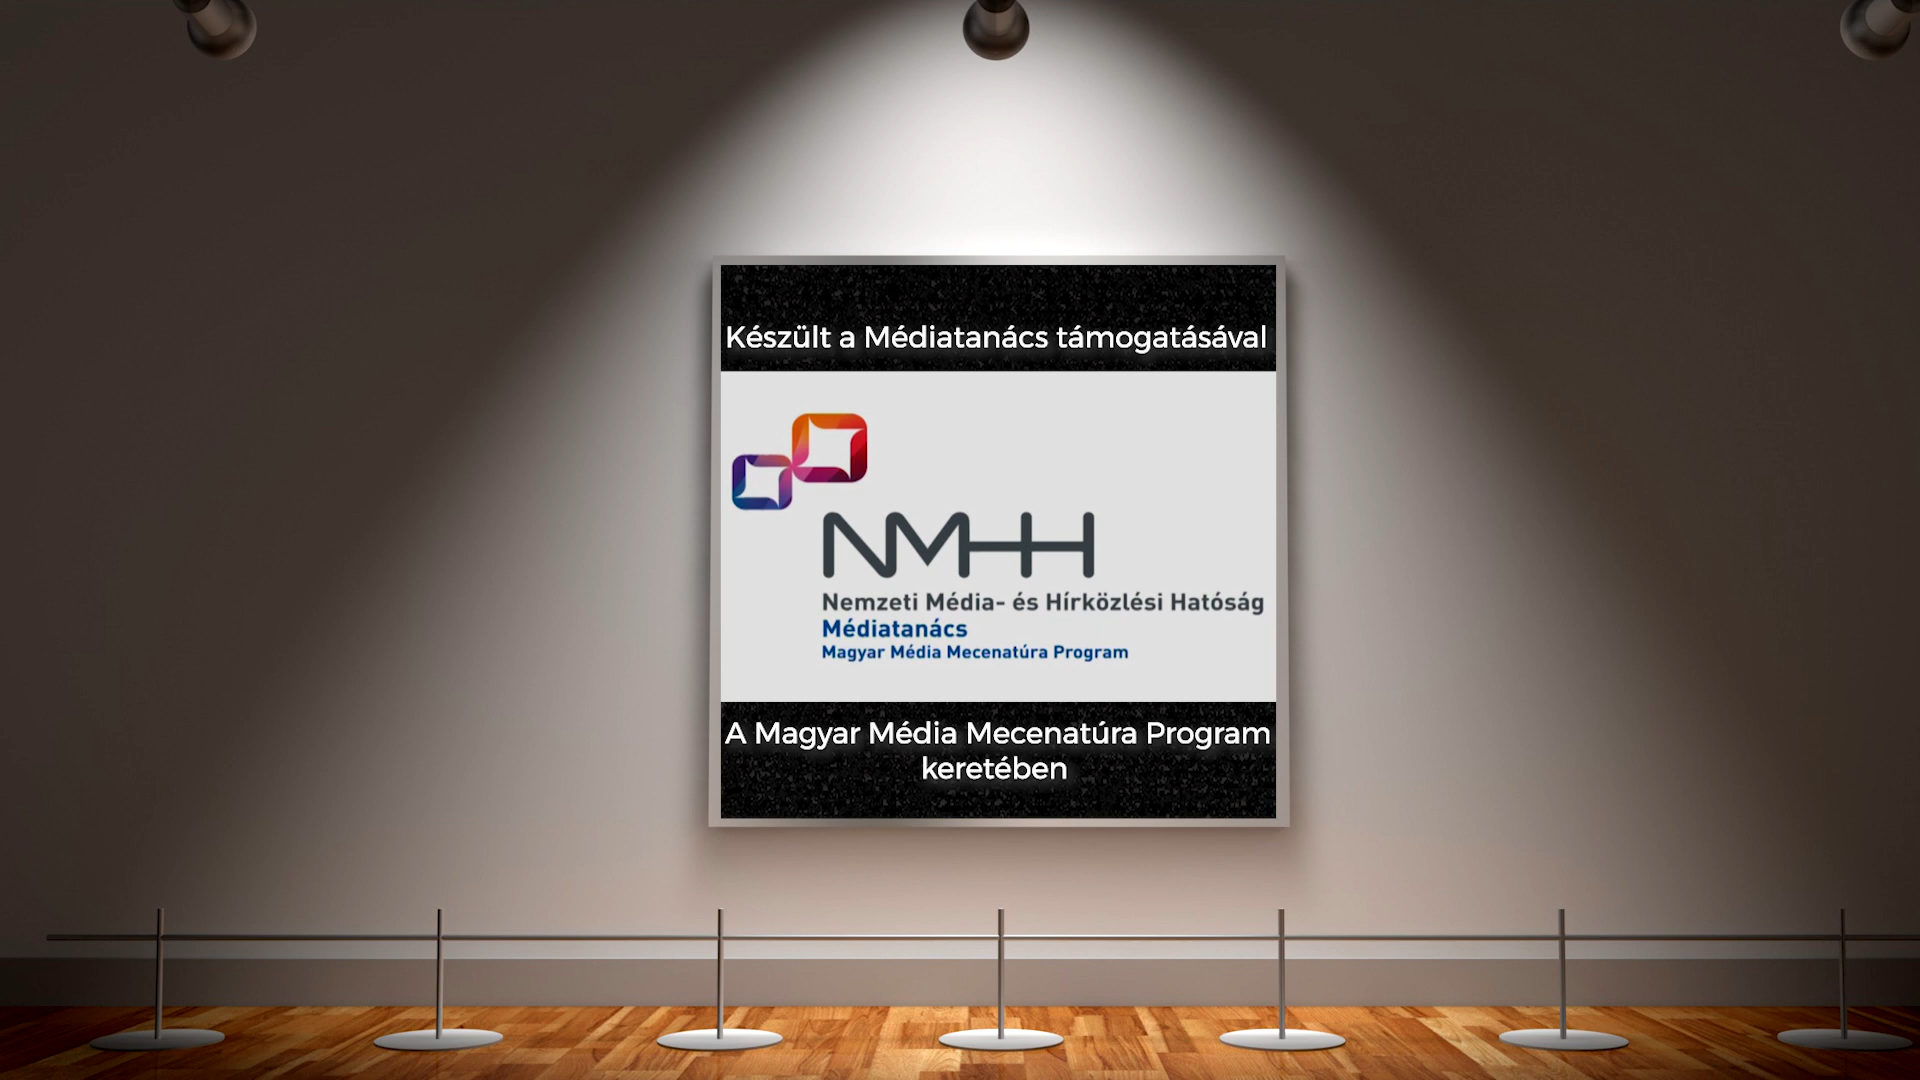 Készült a Médiatanács támogatásával
NMHH
Nemzeti Média- és Hírközlési Hatóság
Médiatanács
Magyar Média Mecenatúra Program
A Magyar Média Mecenatúra Program
keretében